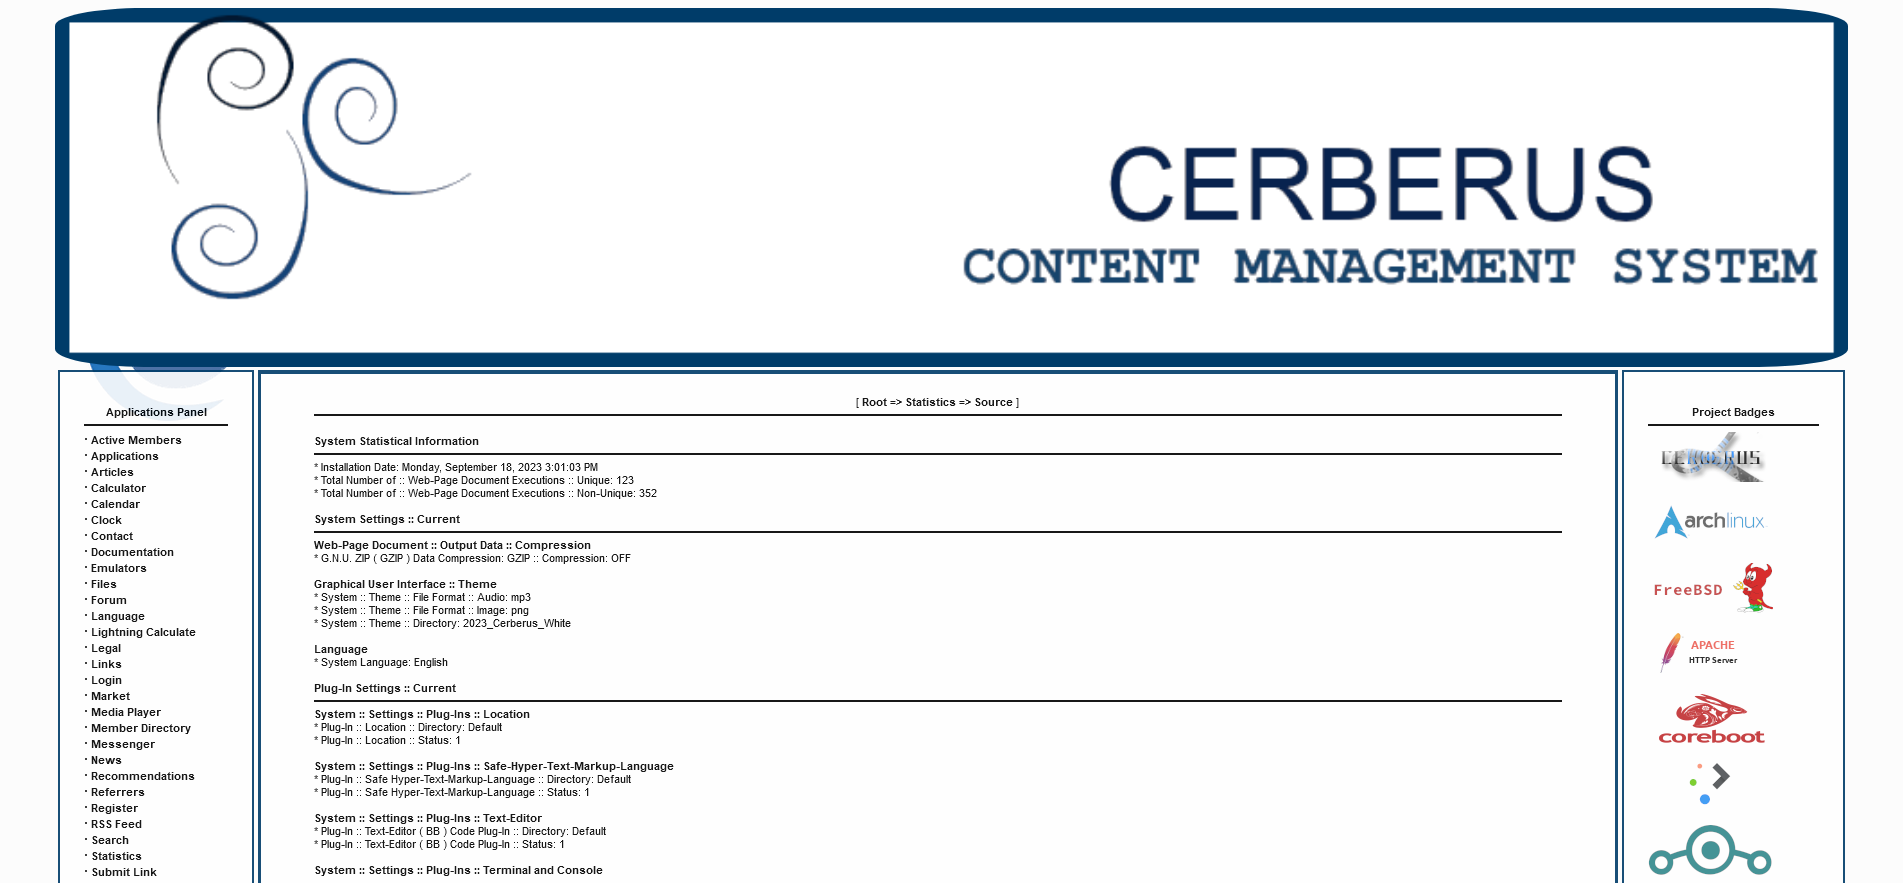 CERBERUS
CONTENT MANAGEMENT SYSTEM
Applications Panel
· Active Members
· Applications
· Articles
· Calculator
· Calendar
· Clock
· Contact
· Documentation
· Emulators
· Files
· Forum
· Language
· Lightning Calculate
· Legal
· Links
· Login
· Market
· Media Player
· Member Directory
· Messenger
· News
· Recommendations
· Referrers
· Register
· RSS Feed
· Search
· Statistics
· Submit Link
[ Root => Statistics => Source ]
System Statistical Information
* Installation Date: Monday, September 18, 2023 3:01:03 PM
* Total Number of :: Web-Page Document Executions :: Unique: 123
* Total Number of :: Web-Page Document Executions :: Non-Unique: 352
System Settings :: Current
Web-Page Document :: Output Data :: Compression
* G.N.U. ZIP ( GZIP ) Data Compression: GZIP :: Compression: OFF
Graphical User Interface :: Theme
* System :: Theme :: File Format :: Audio: mp3
* System :: Theme :: File Format :: Image: png
* System :: Theme :: Directory: 2023_Cerberus_White
Language
* System Language: English
Plug-In Settings :: Current
System :: Settings :: Plug-Ins :: Location
* Plug-In :: Location :: Directory: Default
* Plug-In :: Location :: Status: 1
System :: Settings :: Plug-Ins :: Safe-Hyper-Text-Markup-Language
* Plug-In :: Safe Hyper-Text-Markup-Language :: Directory: Default
* Plug-In :: Safe Hyper-Text-Markup-Language :: Status: 1
System :: Settings :: Plug-Ins :: Text-Editor
* Plug-In :: Text-Editor ( BB ) Code Plug-In :: Directory: Default
* Plug-In :: Text-Editor ( BB ) Code Plug-In :: Status: 1
System :: Settings :: Plug-Ins :: Terminal and Console
Project Badges
CERBERUS
archlinux
FreeBSD
APACHE
HTTP Server
coreboot